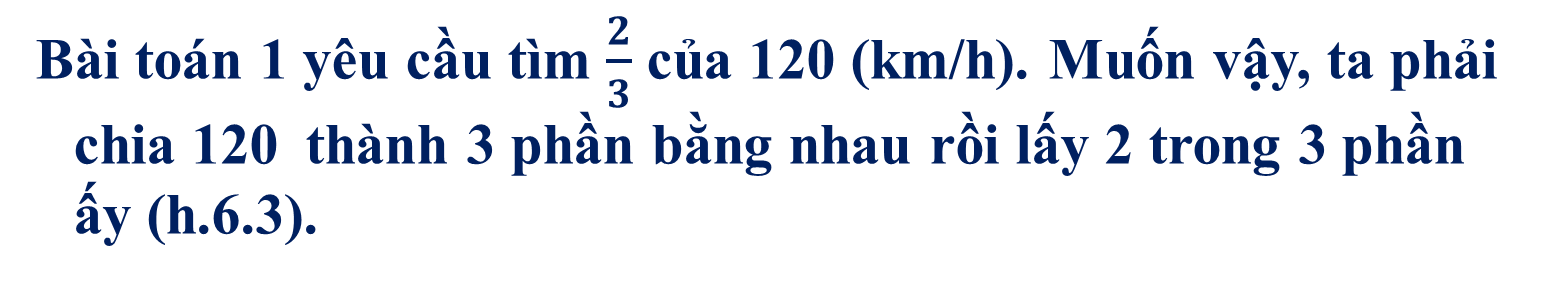 Bài toán 1 yêu cầu tìm 2/3 của 120 (km/h). Muốn vậy, ta phải
chia 120 thành 3 phần bằng nhau rồi lấy 2 trong 3 phần
ấy (h.6.3).